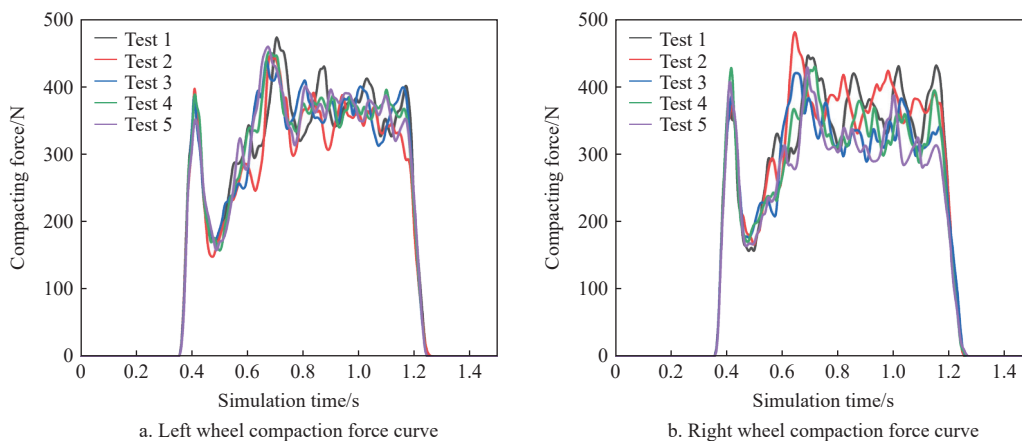 500
400
300
200
100
0
Compacting force/N
Test 1
Test 2
Test 3
Test 4
Test 5
0 0.2 0.4 0.6 0.8 1.0 1.2 1.4
Simulation time/s
a. Left wheel compaction force curve
500
400
300
200
100
0
Compacting force/N
Test 1
Test 2
Test 3
Test 4
Test 5
0 0.2 0.4 0.6 0.8 1.0 1.2 1.4
Simulation time/s
b. Right wheel compaction force curve